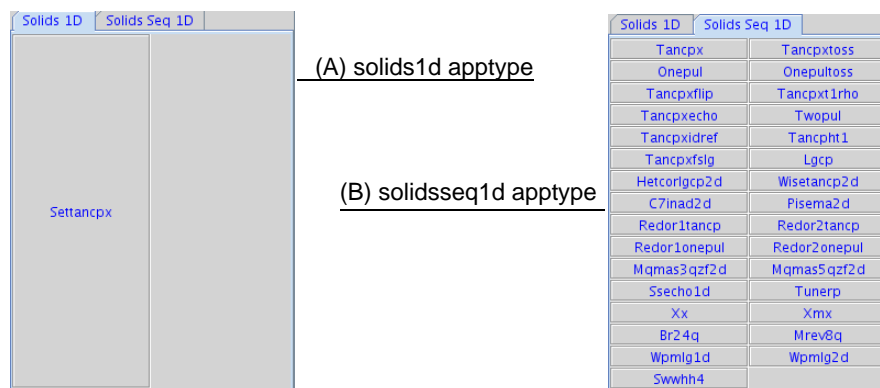 Solids 1D Solids Seq 1D
Settancpx
(A) solids1d apptype
(B) solidsseq1d apptype
Solids 1D Solids Seq 1D
Tancpx Tancpxtoss
Onepul Onepultoss
Tancpxflip Tancpxt1rho
Tancpxecho Twopul
Tancpxidref Tancpht1
Tancpxfslg Lgcp
Hetcorlgcp2d Wisetancp2d
C7inad2d Pisema2d
Redor1tancp Redor2tancp
Redor1onepul Redor2onepul
Mqmas3qzf2d Mqmas5qzf2d
Ssecho1d Tunerp
Xx Xmx
Br24q Mrev8q
Wpmlg1d Wpmlg2d
Swwhh4